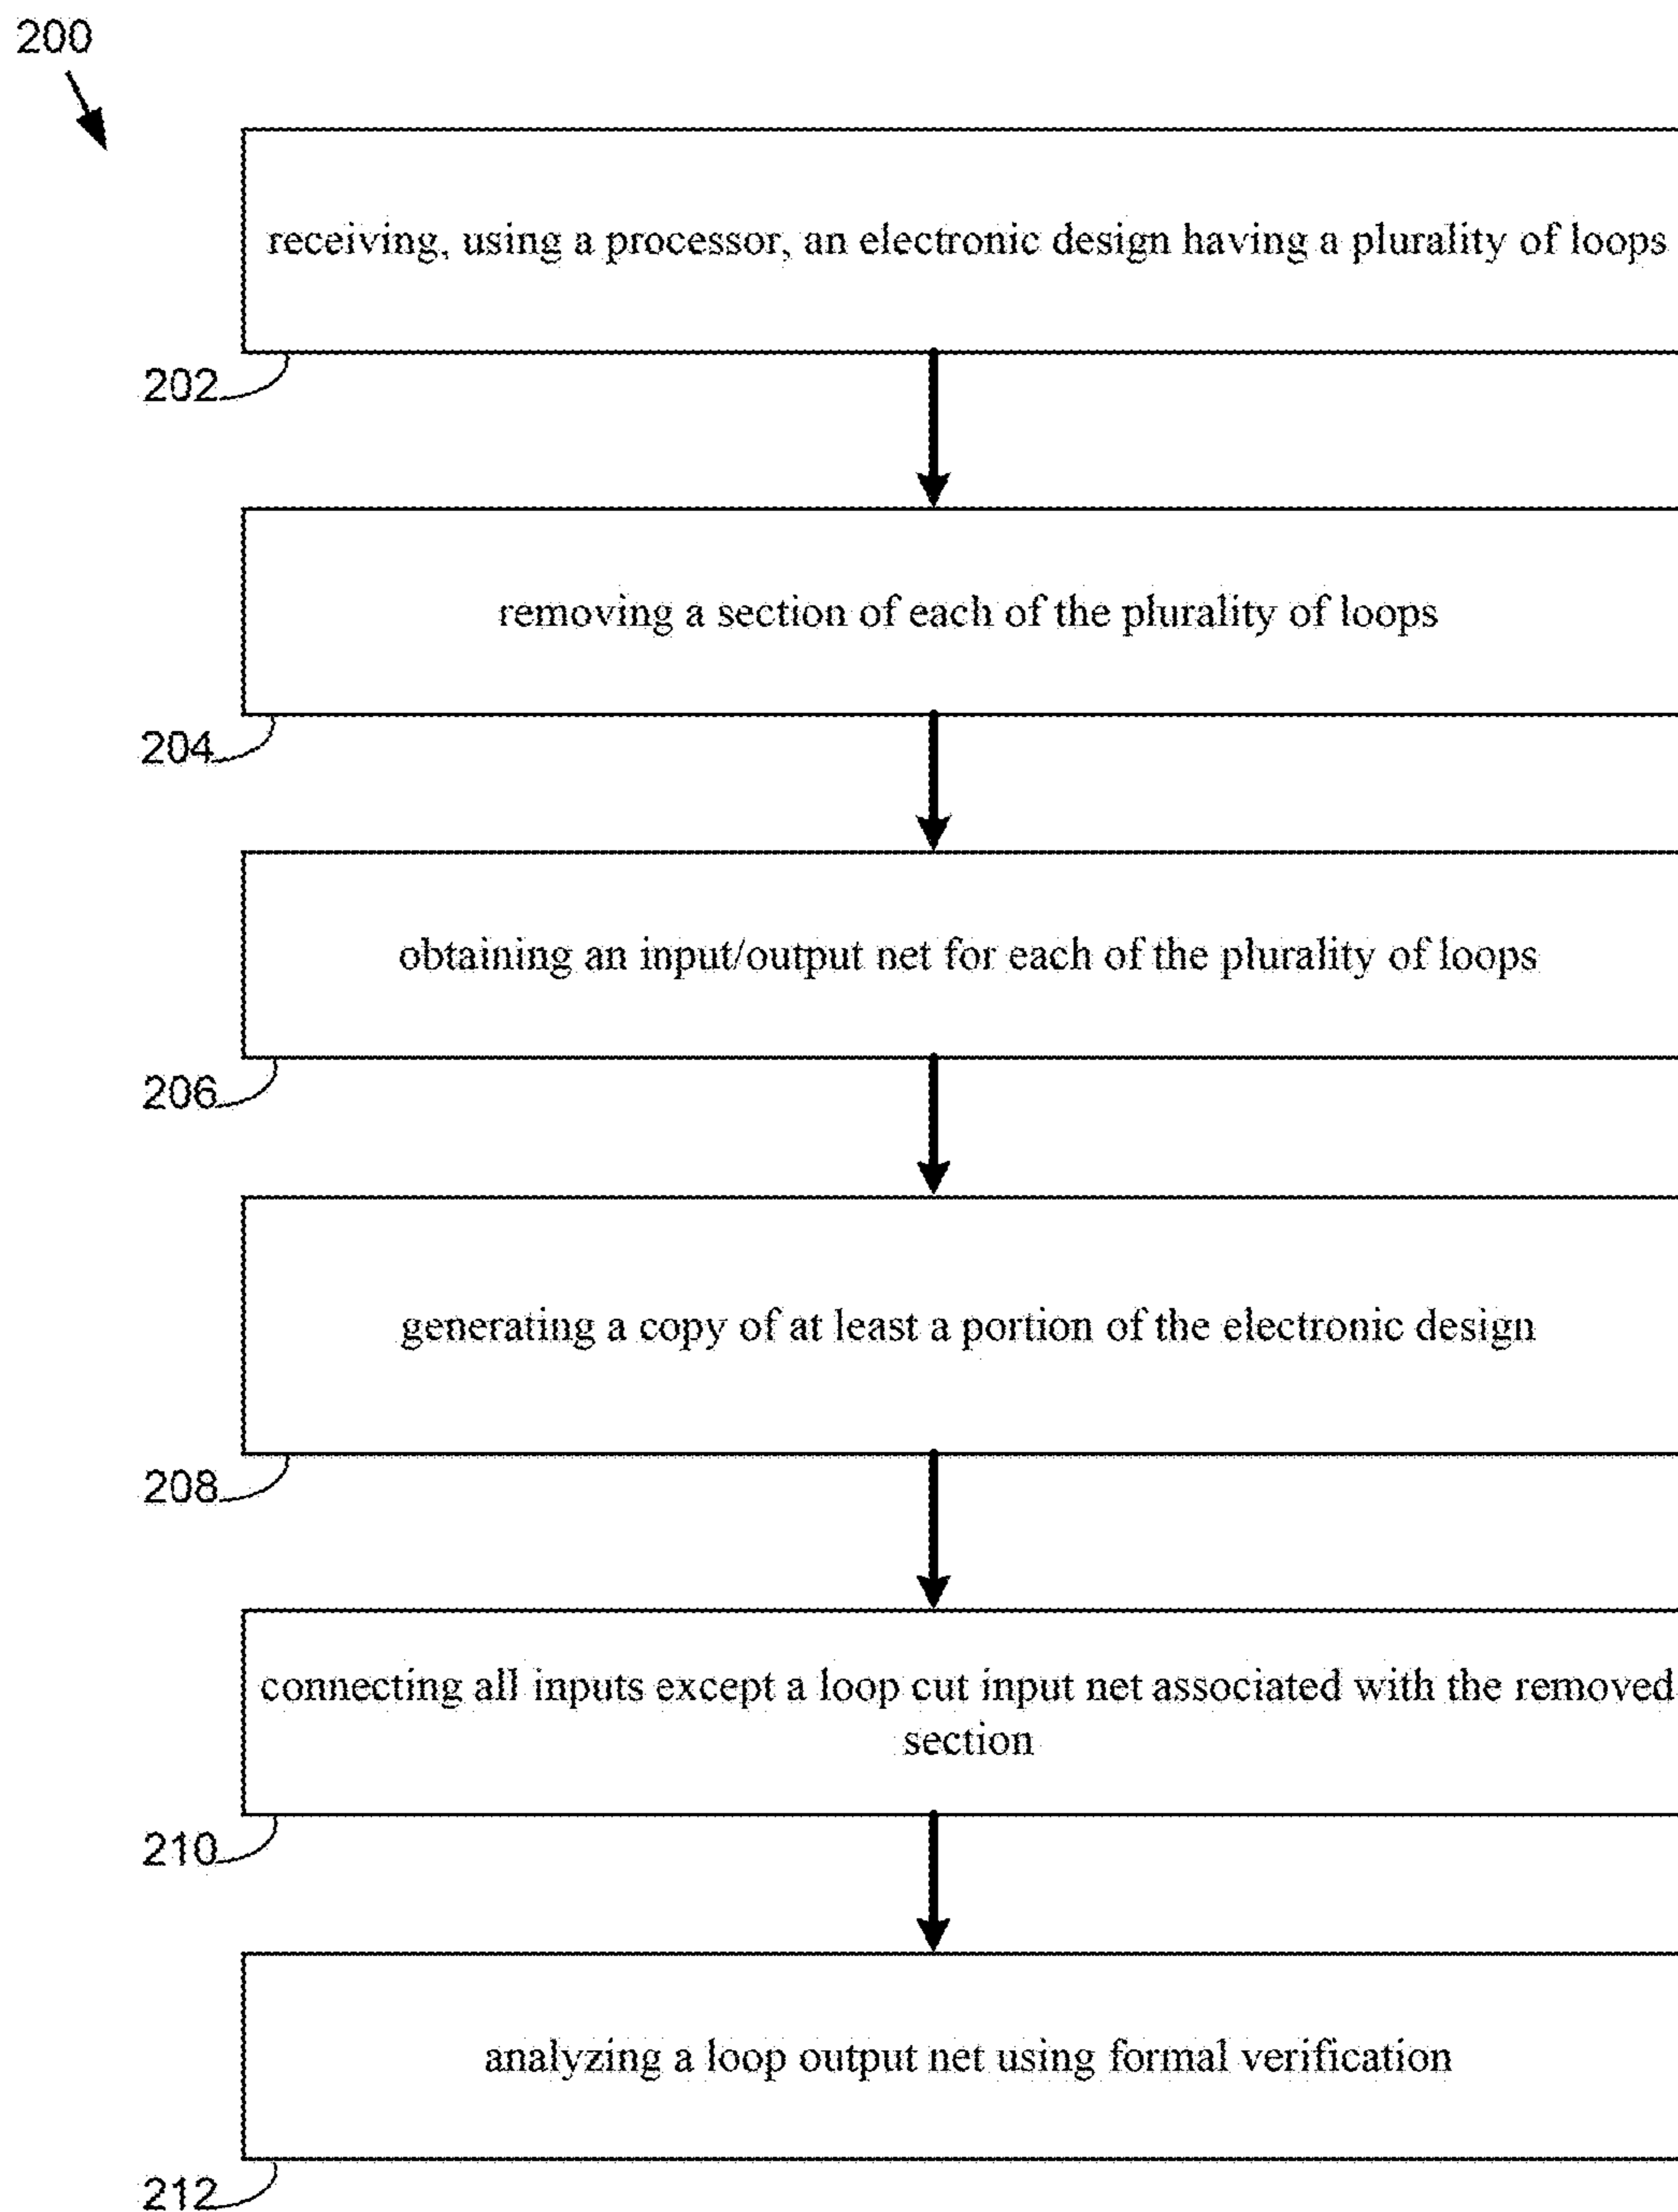 200
receiving, using a processor, an electronic design having a plurality of loops
202
removing a section of each of the plurality of loops
204
obtaining an input/output net for each of the plurality of loops
206
generating a copy of at least a portion of the electronic design
208
connecting all inputs except a loop cut input net associated with the removed
section
210
analyzing a loop output net using formal verification
212